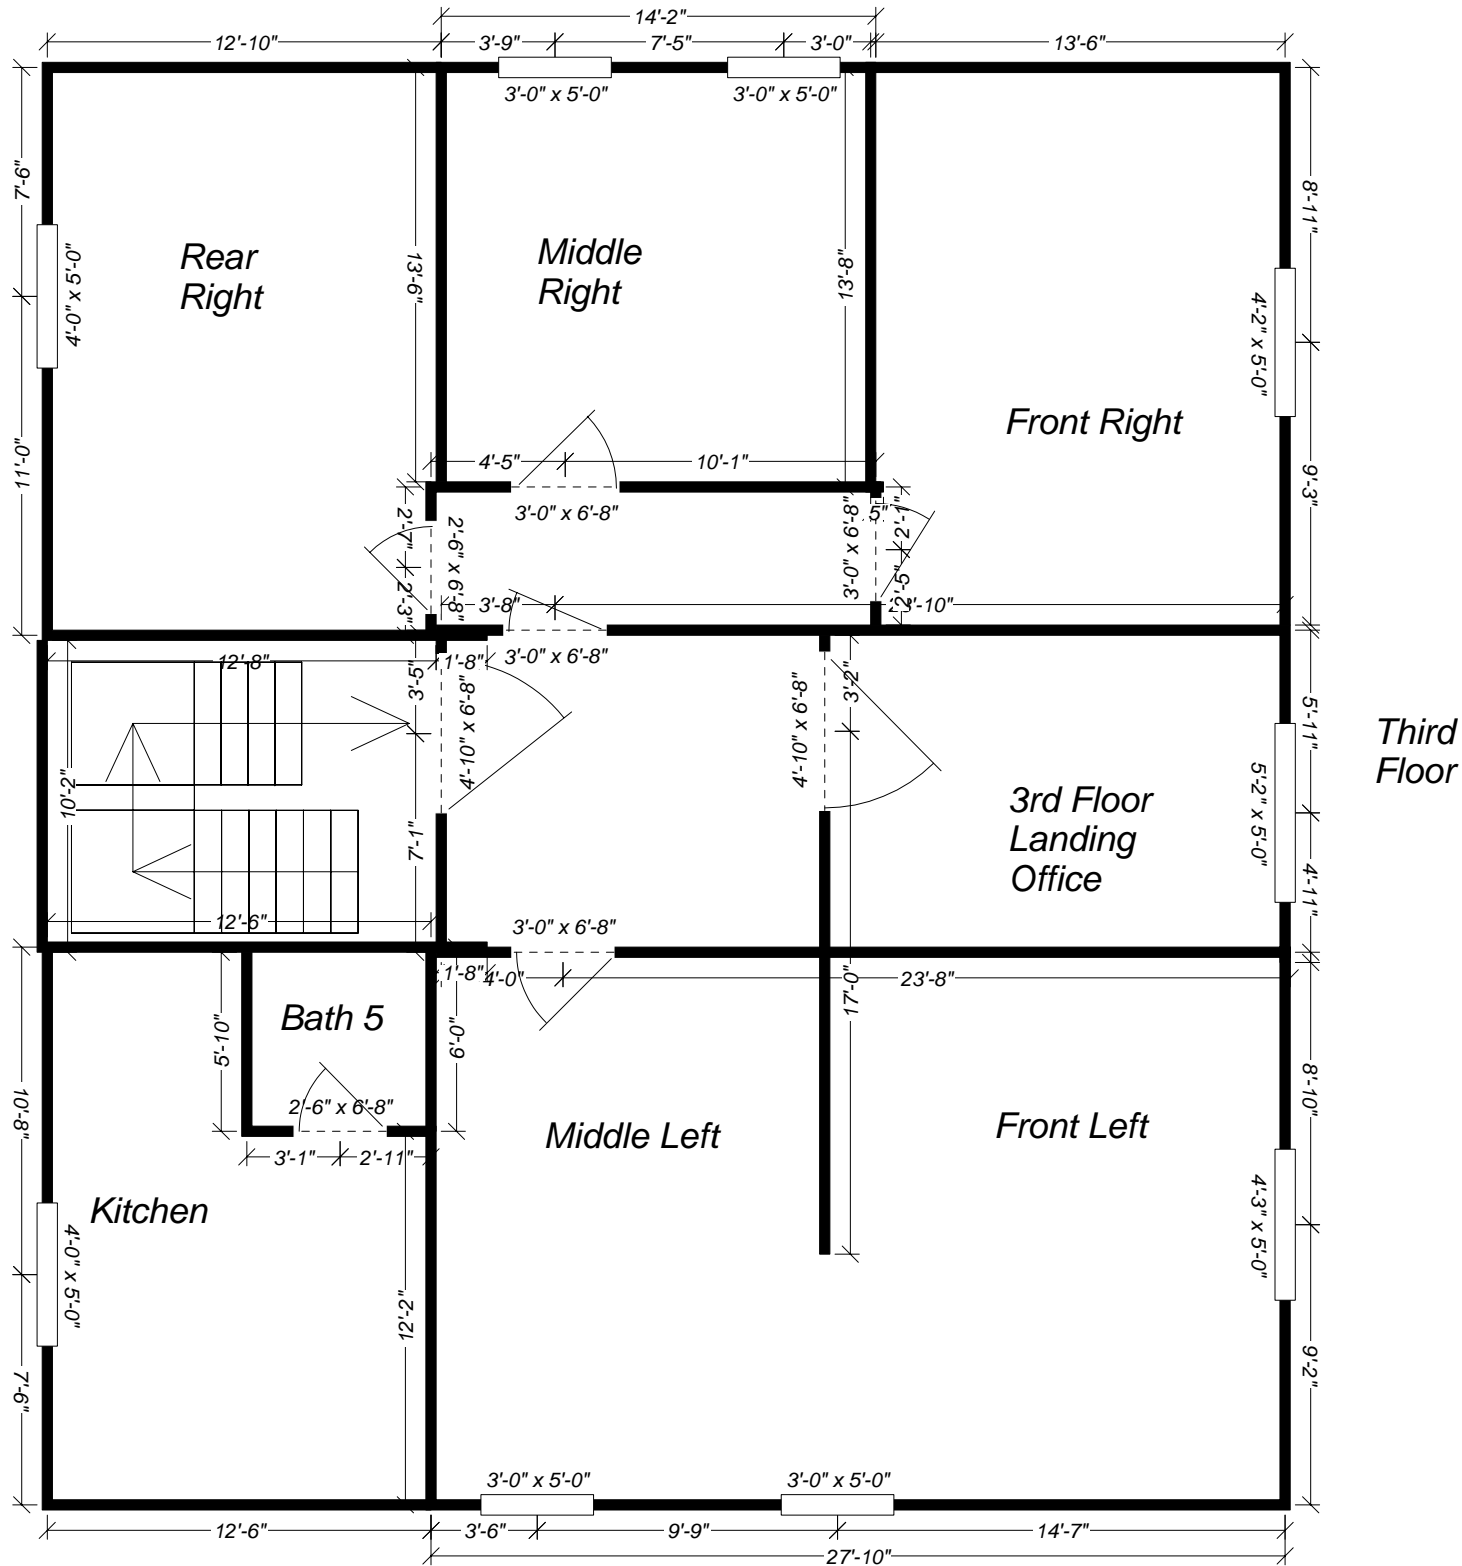 14'-2"
12'-10"
3'-9"
7'-5"
3'-0"
13'-6"
3'-0" x 5'-0"
3'-0" x 5'-0"
7'-9"
8'-11"
4'-0" x 5'-0"
Rear
Right
13'-6"
Middle
Right
13'-8"
4'-2" x 5'-0"
Front Right
11'-0"
4'-5"
10'-1"
9'-3"
3'-0" x 6'-8"
2'-7"
2'-6" x 6'-8"
3'-0" x 6'-8"
5"
2'-1"
2'-3"
3'-8"
2'-5"
3'-0" x 6'-8"
12'-8"
1'-8"
3'-5"
4'-10" x 6'-8"
4'-10" x 6'-8"
3'-2"
5'-11"
Third
Floor
10'-2"
7'-1"
3rd Floor
Landing
Office
5'-2" x 5'-0"
4'-11"
12'-6"
3'-0" x 6'-8"
1'-8"
4'-0"
17'-0"
23'-8"
5'-10"
Bath 5
6'-0"
10'-8"
2'-6" x 6'-8"
3'-1"
2'-11"
Middle Left
Front Left
8'-10"
Kitchen
4'-0" x 5'-0"
4'-3" x 5'-0"
12'-2"
7'-6"
9'-2"
3'-0" x 5'-0"
3'-0" x 5'-0"
12'-6"
3'-6"
9'-9"
14'-7"
27'-10"